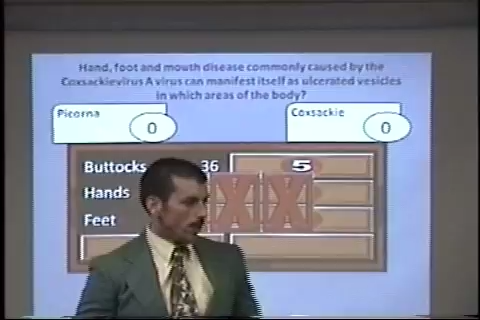 Hand, foot and mouth disease commonly caused by the
Coxsackievirus A virus can manifest itself as ulcerated vesicles
in which areas of the body?
Picorna
0
Coxsackie
0
Buttocks 36
5
Hands
X X
Feet